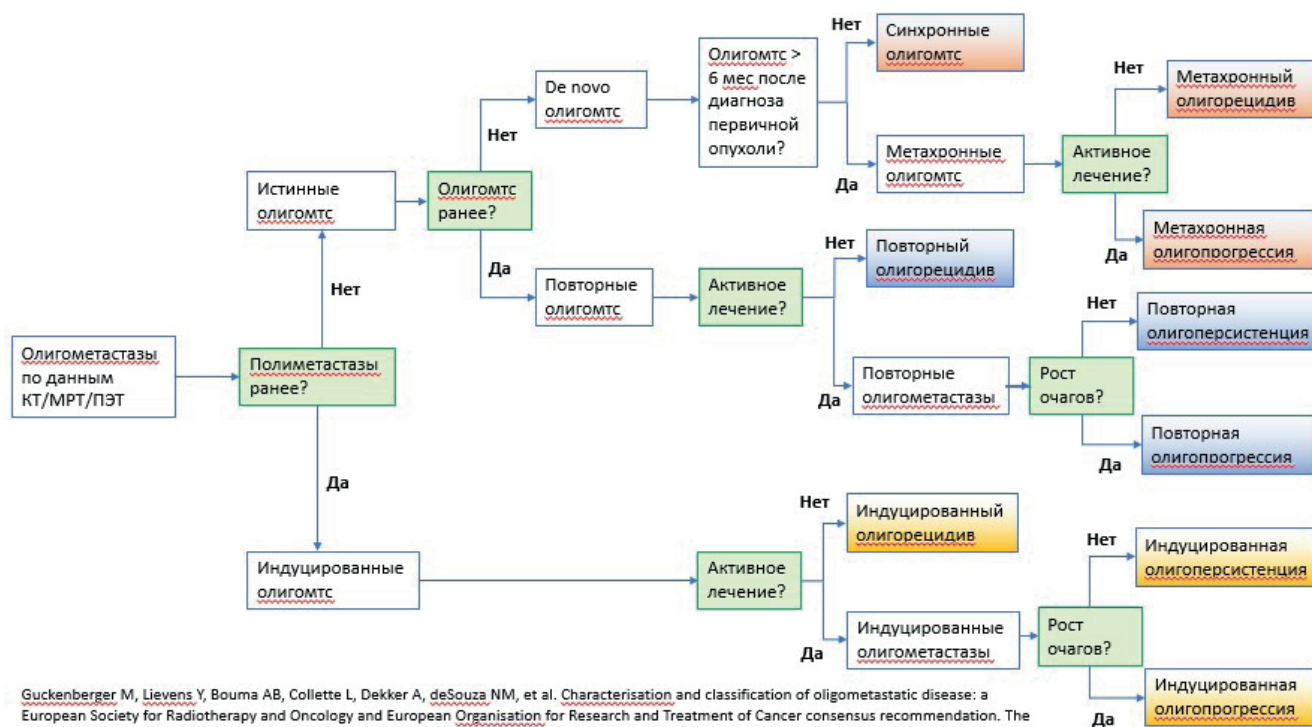 Олигометастазы
по данным
КТ/МРТ/ПЭТ
Полиметастазы
ранее?
Нет
Да
Истинные
олигомтс
Олигомтс
ранее?
Нет
Да
De novo
олигомтс
Олигомтс >
6 мес после
диагноза
первичной
опухоли?
Нет
Да
Синхронные
олигомтс
Метахронные
олигомтс
Активное
лечение?
Нет
Да
Метахронный
олигорецидив
Метахронная
олигопрогрессия
Повторные
олигомтс
Активное
лечение?
Нет
Да
Повторный
олигорецидив
Повторные
олигометастазы
Рост
очагов?
Нет
Да
Повторная
олигоперсистенция
Повторная
олигопрогрессия
Индуцированные
олигомтс
Активное
лечение?
Нет
Да
Индуцированный
олигорецидив
Индуцированные
олигометастазы
Рост
очагов?
Нет
Да
Индуцированная
олигоперсистенция
Индуцированная
олигопрогрессия
Guckenberger M, Lievens Y, Bouma AB, Collette L, Dekker A, deSouza NM, et al. Characterisation and classification of oligometastatic disease: a
European Society for Radiotherapy and Oncology and European Organisation for Research and Treatment of Cancer consensus recommendation. The